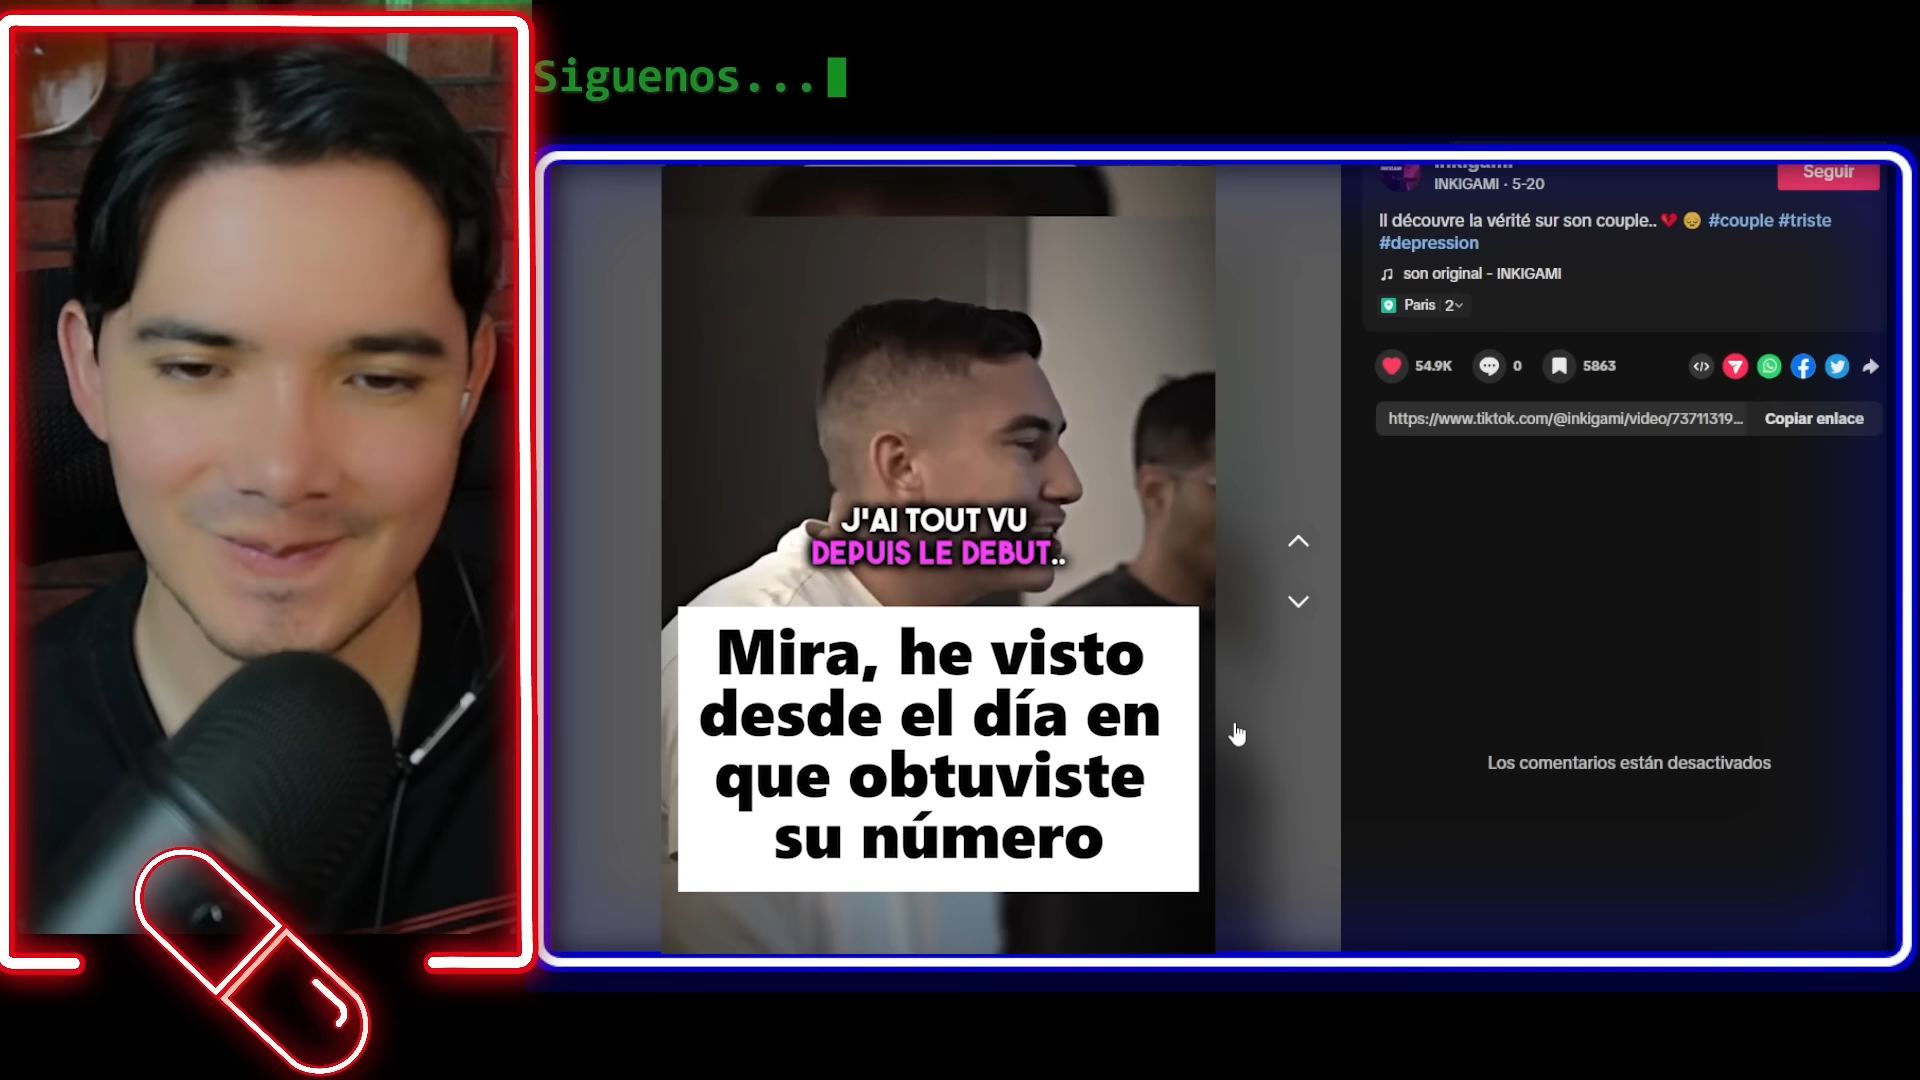 Siguenos...
J'AI TOUT VU
DEPUIS LE DEBUT..
Mira, he visto
desde el día en
que obtuviste
su número
inkigami
INKIGAMI · 5-20
Seguir
Il découvre la vérité sur son couple.. 💔 😔 #couple #triste
#depression
son original - INKIGAMI
Paris 2
54.9K
0
5863
https://www.tiktok.com/@inkigami/video/73711319...
Copiar enlace
Los comentarios están desactivados